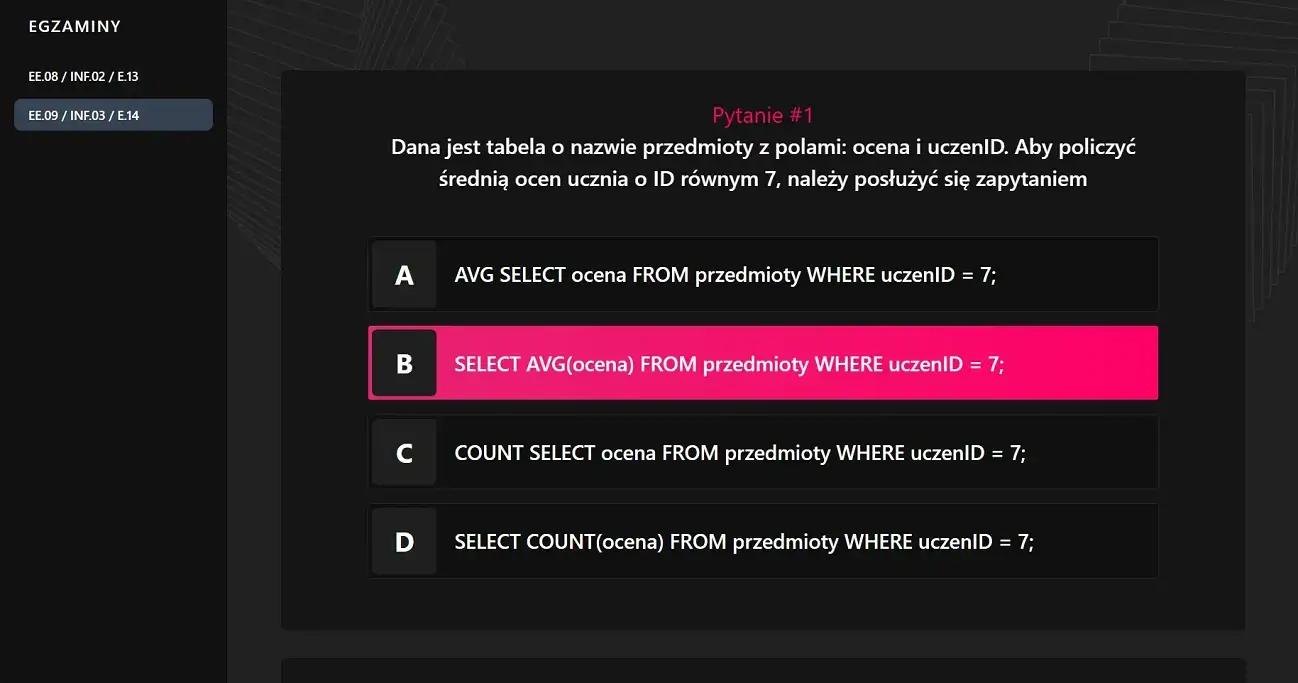 EGZAMINY
EE.08 / INF.02 / E.13
EE.09 / INF.03 / E.14
Pytanie #1
Dana jest tabela o nazwie przedmioty z polami: ocena i uczenID. Aby policzyć
średnią ocen ucznia o ID równym 7, należy posłużyć się zapytaniem
A AVG SELECT ocena FROM przedmioty WHERE uczenID = 7;
B SELECT AVG(ocena) FROM przedmioty WHERE uczenID = 7;
C COUNT SELECT ocena FROM przedmioty WHERE uczenID = 7;
D SELECT COUNT(ocena) FROM przedmioty WHERE uczenID = 7;